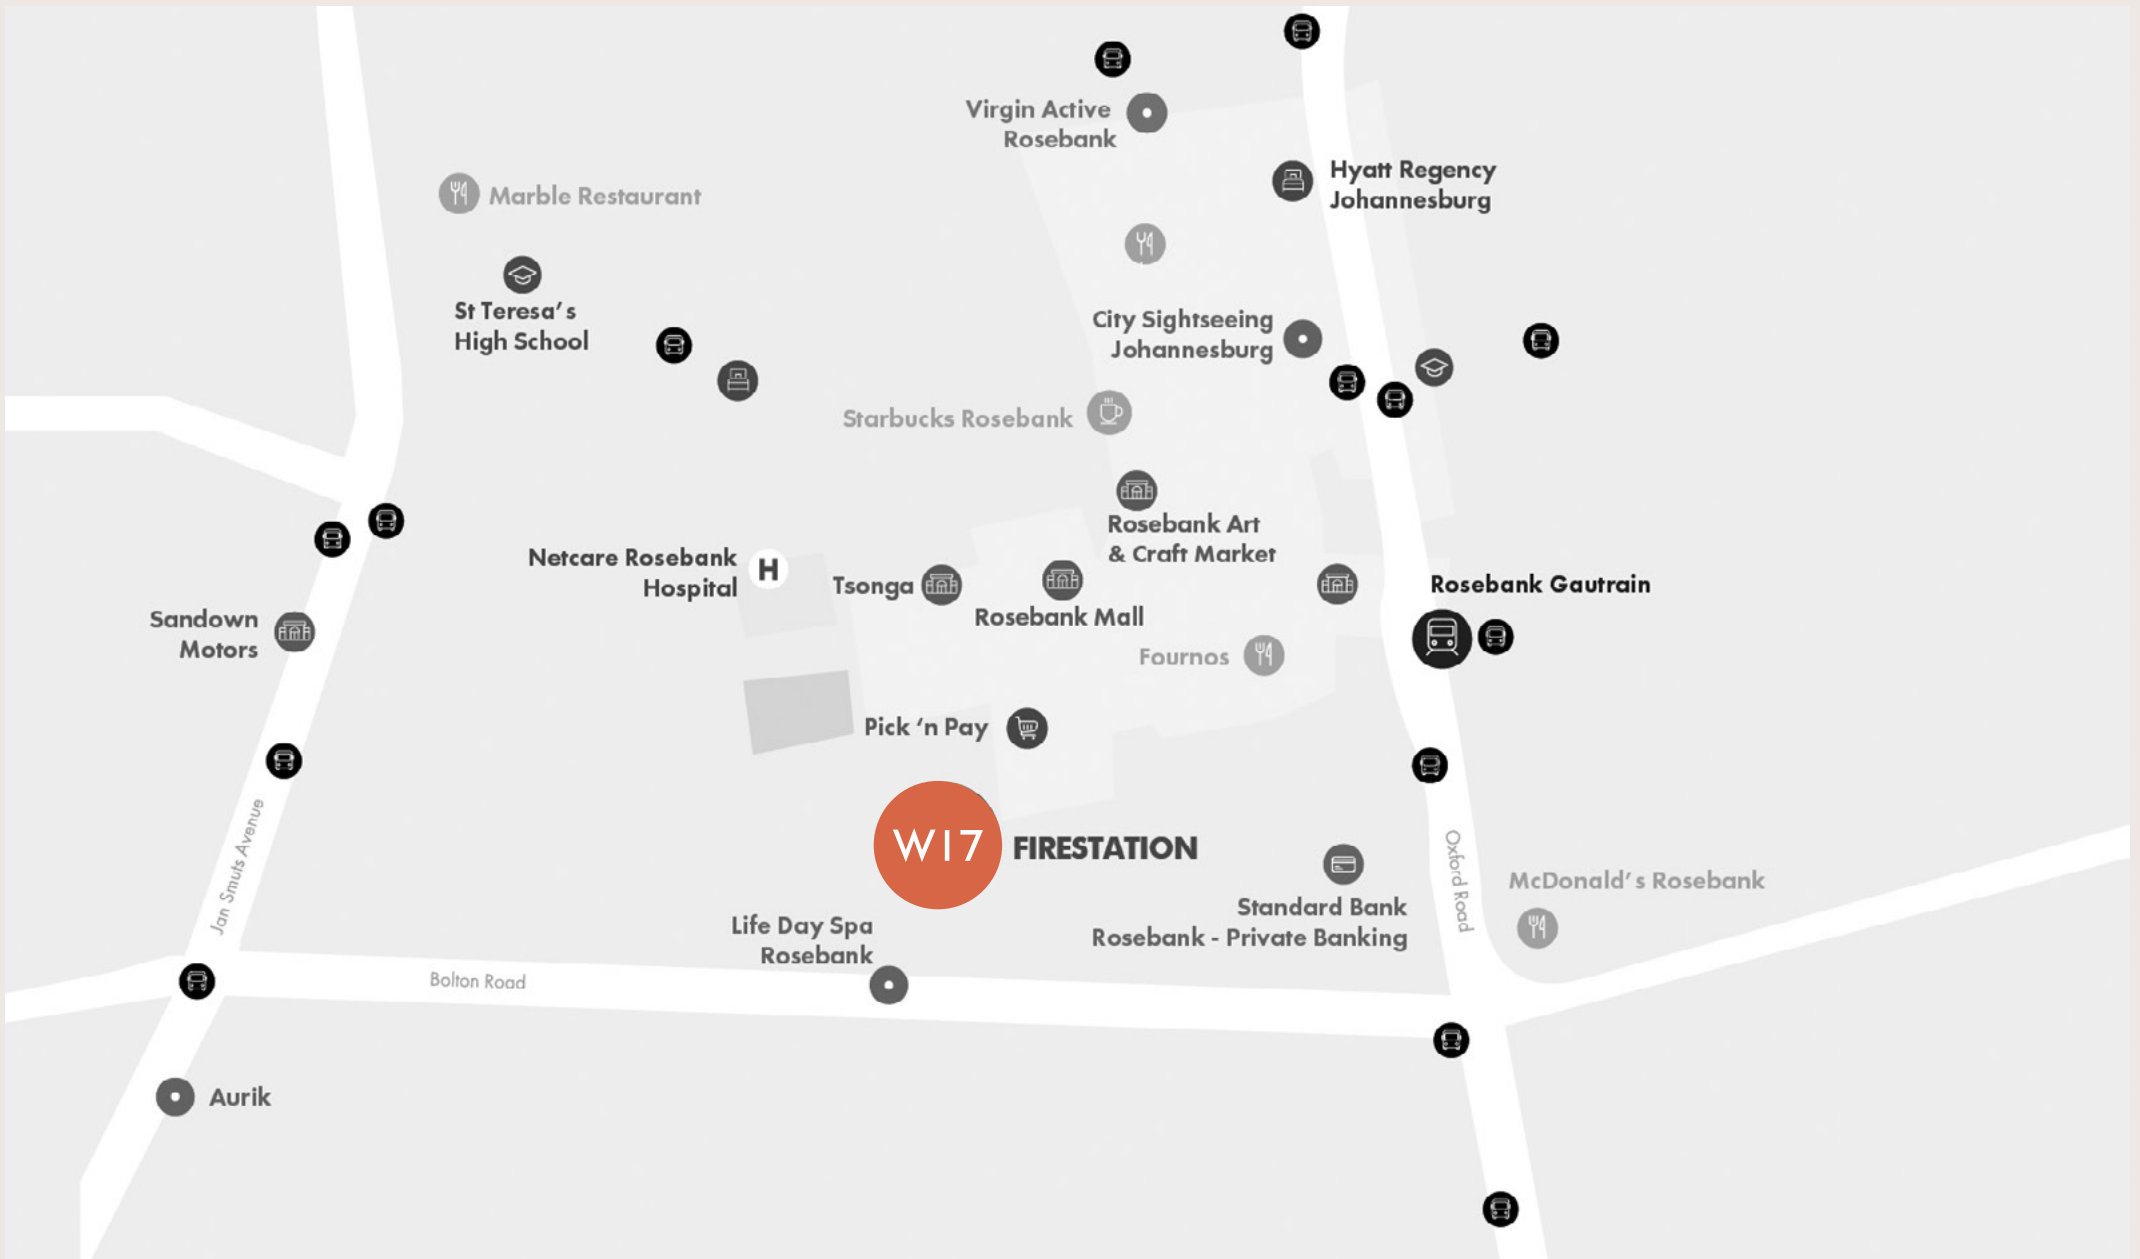 Virgin Active
Rosebank
Hyatt Regency
Johannesburg
Marble Restaurant
St Teresa's
High School
City Sightseeing
Johannesburg
Starbucks Rosebank
Rosebank Art
& Craft Market
Netcare Rosebank
Hospital
H
Tsonga
Rosebank Mall
Rosebank Gautrain
Sandown
Motors
Fournos
Pick 'n Pay
W17
FIRESTATION
Jan Smuts Avenue
Oxford Road
McDonald's Rosebank
Standard Bank
Rosebank - Private Banking
Life Day Spa
Rosebank
Bolton Road
Aurik